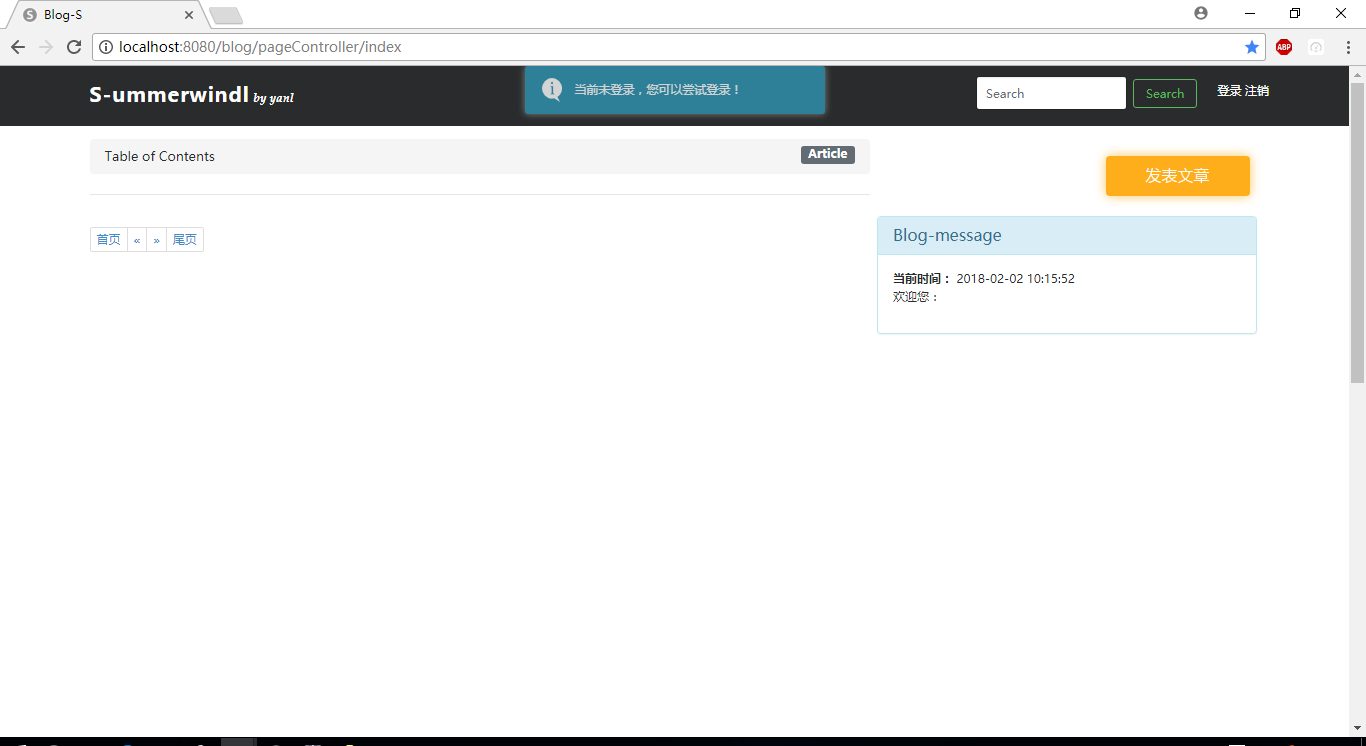 Blog-S
localhost:8080/blog/pageController/index
ABP
S-ummerwindl by yanl
当前未登录，您可以尝试登录！
Search
Search
登录 注销
Table of Contents
Article
发表文章
首页 « » 尾页
Blog-message
当前时间： 2018-02-02 10:15:52
欢迎您：